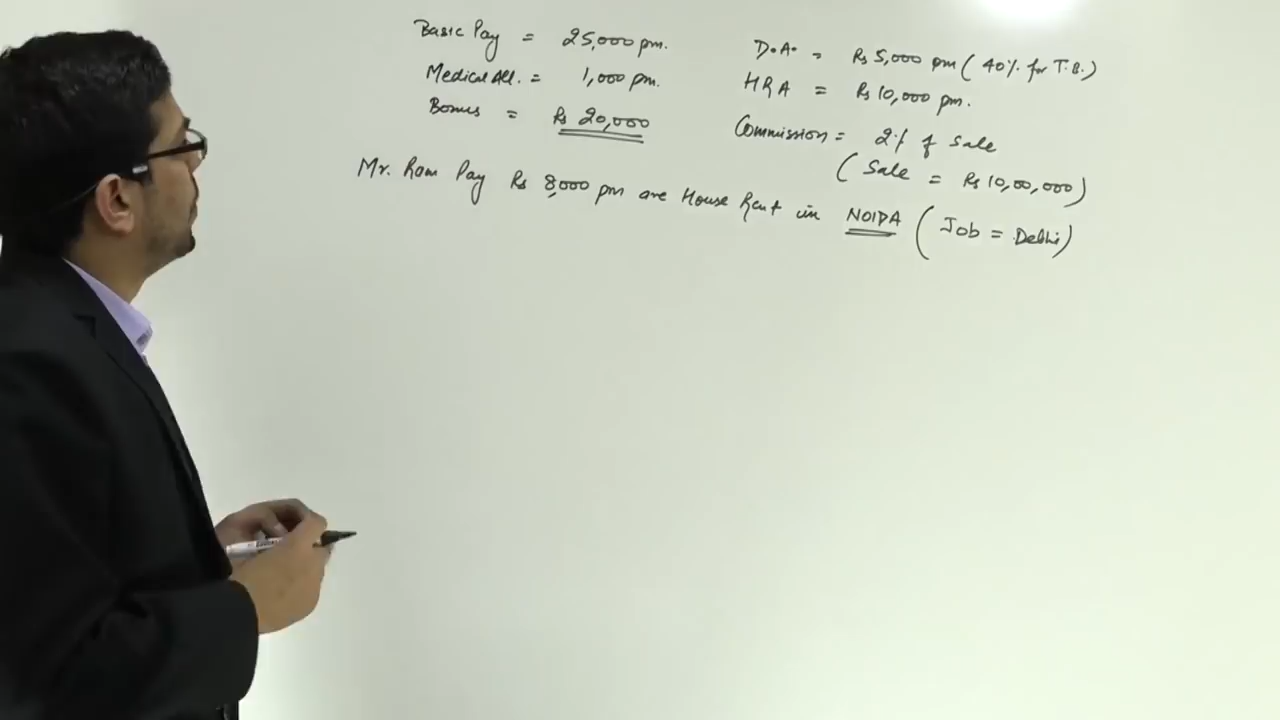 Basic Pay = 25,000 pm.
Medical All. = 1,000 pm.
Bonus = Rs 20,000
D.A. = Rs 5,000 pm (40% for T.B.)
HRA = Rs 10,000 pm.
Commission = 2% of Sale
(Sale = Rs 10,00,000)
Mr. Ram Pay Rs 8,000 pm are House Rent in NOIDA (Job = Delhi)